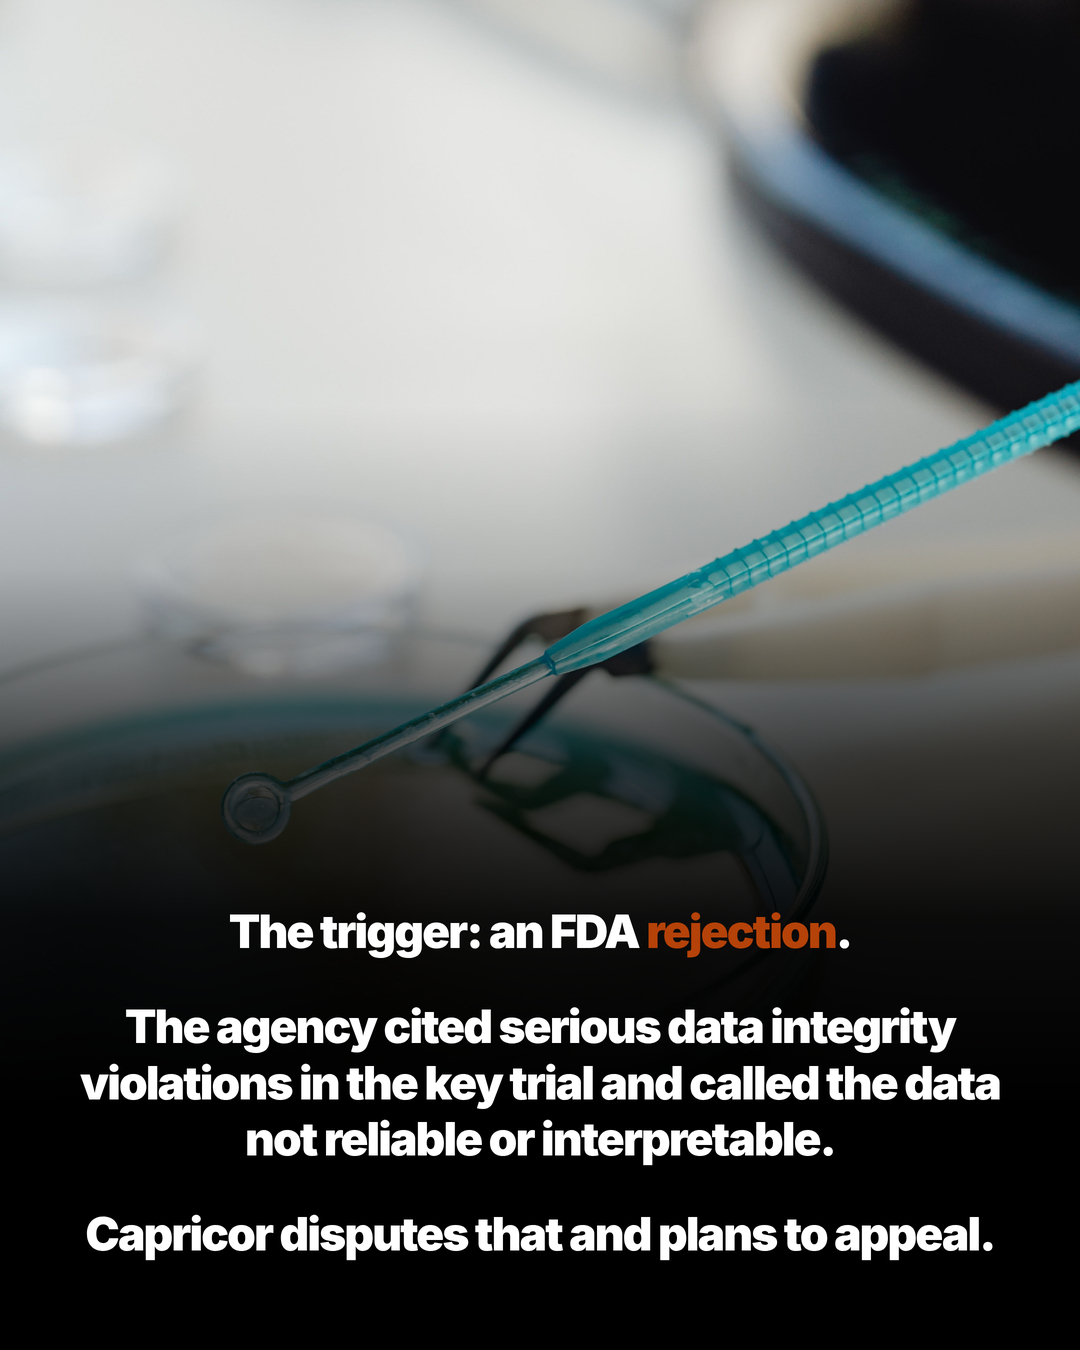 The trigger: an FDA rejection.
The agency cited serious data integrity
violations in the key trial and called the data
not reliable or interpretable.
Capricor disputes that and plans to appeal.